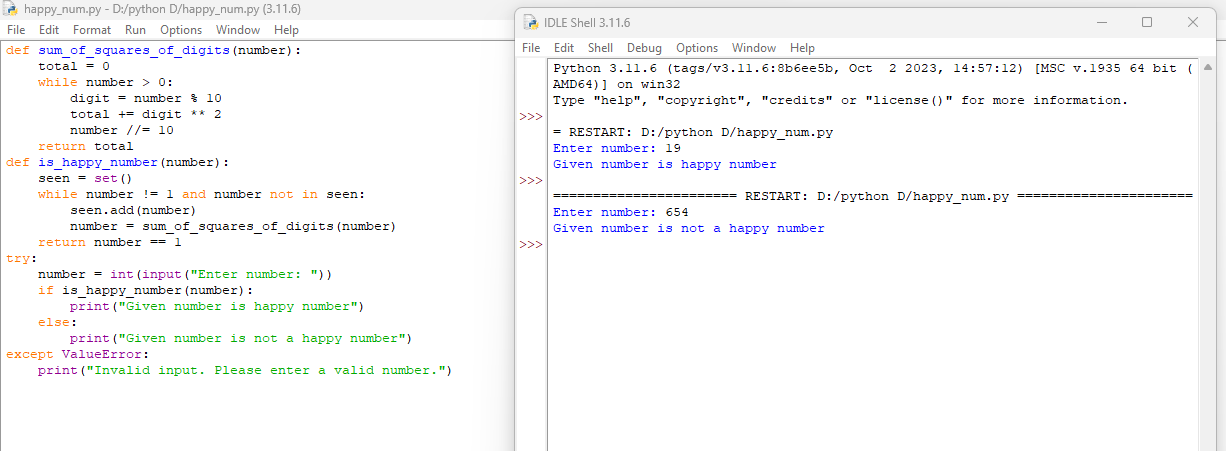 happy_num.py - D:/python D/happy_num.py (3.11.6)
File Edit Format Run Options Window Help
def sum_of_squares_of_digits(number):
    total = 0
    while number > 0:
        digit = number % 10
        total += digit ** 2
        number //= 10
    return total
def is_happy_number(number):
    seen = set()
    while number != 1 and number not in seen:
        seen.add(number)
        number = sum_of_squares_of_digits(number)
    return number == 1
try:
    number = int(input("Enter number: "))
    if is_happy_number(number):
        print("Given number is happy number")
    else:
        print("Given number is not a happy number")
except ValueError:
    print("Invalid input. Please enter a valid number.")
IDLE Shell 3.11.6
File Edit Shell Debug Options Window Help
Python 3.11.6 (tags/v3.11.6:8b6ee5b, Oct  2 2023, 14:57:12) [MSC v.1935 64 bit (
AMD64)] on win32
Type "help", "copyright", "credits" or "license()" for more information.
>>>
= RESTART: D:/python D/happy_num.py
Enter number: 19
Given number is happy number
>>>
======================= RESTART: D:/python D/happy_num.py ======================
Enter number: 654
Given number is not a happy number
>>>